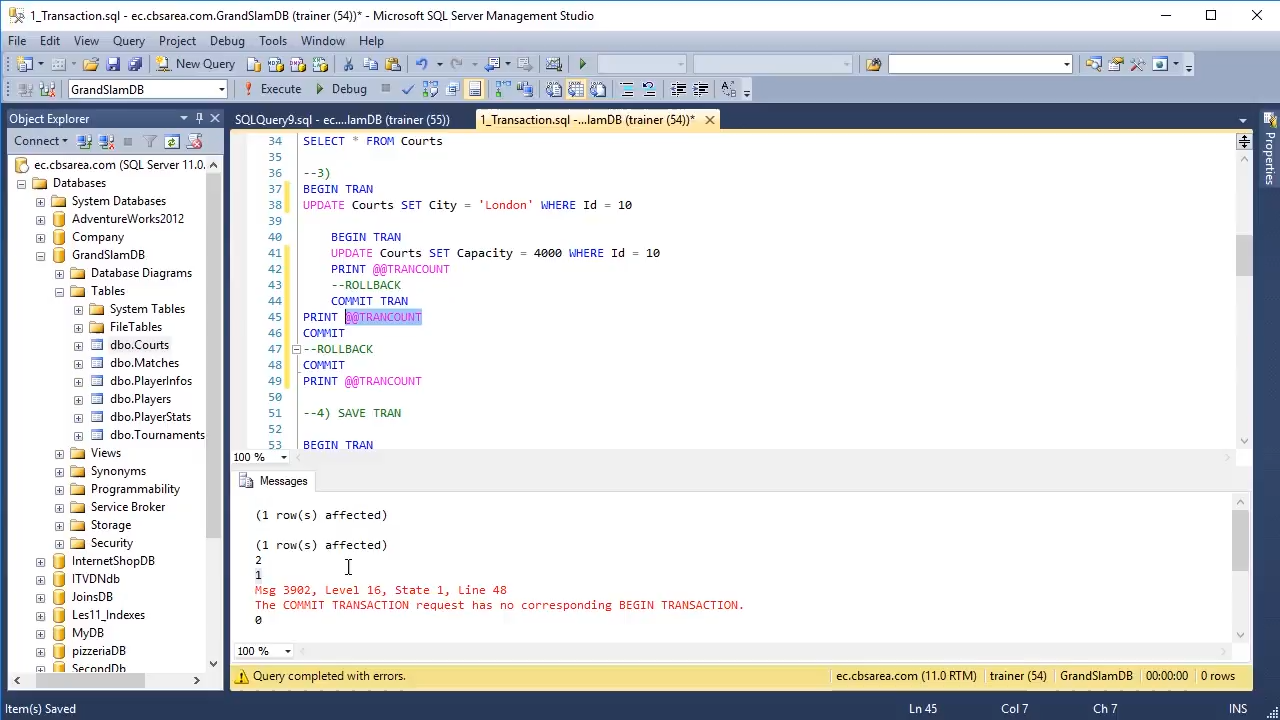 1_Transaction.sql - ec.cbsarea.com.GrandSlamDB (trainer (54))* - Microsoft SQL Server Management Studio
File Edit View Query Project Debug Tools Window Help
New Query
GrandSlamDB Execute Debug
Object Explorer
SQLQuery9.sql - ec....lamDB (trainer (55))
1_Transaction.sql -...lamDB (trainer (54))*
Properties
Connect
ec.cbsarea.com (SQL Server 11.0.
Databases
System Databases
AdventureWorks2012
Company
GrandSlamDB
Database Diagrams
Tables
System Tables
FileTables
dbo.Courts
dbo.Matches
dbo.PlayerInfos
dbo.Players
dbo.PlayerStats
dbo.Tournaments
Views
Synonyms
Programmability
Service Broker
Storage
Security
InternetShopDB
ITVDNdb
JoinsDB
Les11_Indexes
MyDB
pizzeriaDB
SecondDb
34 SELECT * FROM Courts
35
36 --3)
37 BEGIN TRAN
38 UPDATE Courts SET City = 'London' WHERE Id = 10
39
40 BEGIN TRAN
41 UPDATE Courts SET Capacity = 4000 WHERE Id = 10
42 PRINT @@TRANCOUNT
43 --ROLLBACK
44 COMMIT TRAN
45 PRINT @@TRANCOUNT
46 COMMIT
47 --ROLLBACK
48 COMMIT
49 PRINT @@TRANCOUNT
50
51 --4) SAVE TRAN
52
53 BEGIN TRAN
100 %
Messages
(1 row(s) affected)
(1 row(s) affected)
2
1
Msg 3902, Level 16, State 1, Line 48
The COMMIT TRANSACTION request has no corresponding BEGIN TRANSACTION.
0
100 %
Query completed with errors. ec.cbsarea.com (11.0 RTM) trainer (54) GrandSlamDB 00:00:00 0 rows
Item(s) Saved Ln 45 Col 7 Ch 7 INS